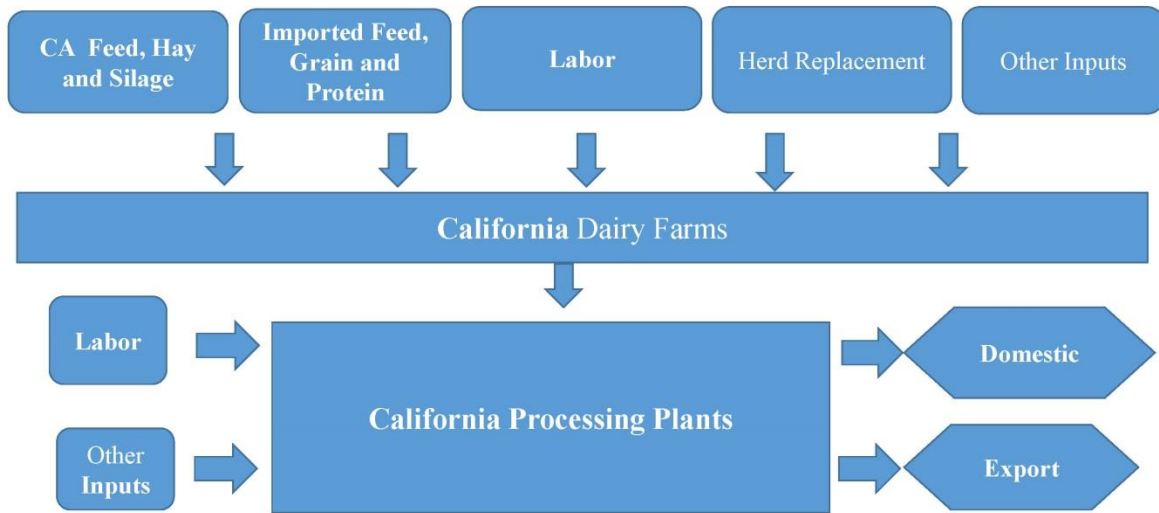 CA Feed, Hay
and Silage
Imported Feed,
Grain and
Protein
Labor
Herd Replacement
Other Inputs
California Dairy Farms
Labor
Other
Inputs
California Processing Plants
Domestic
Export